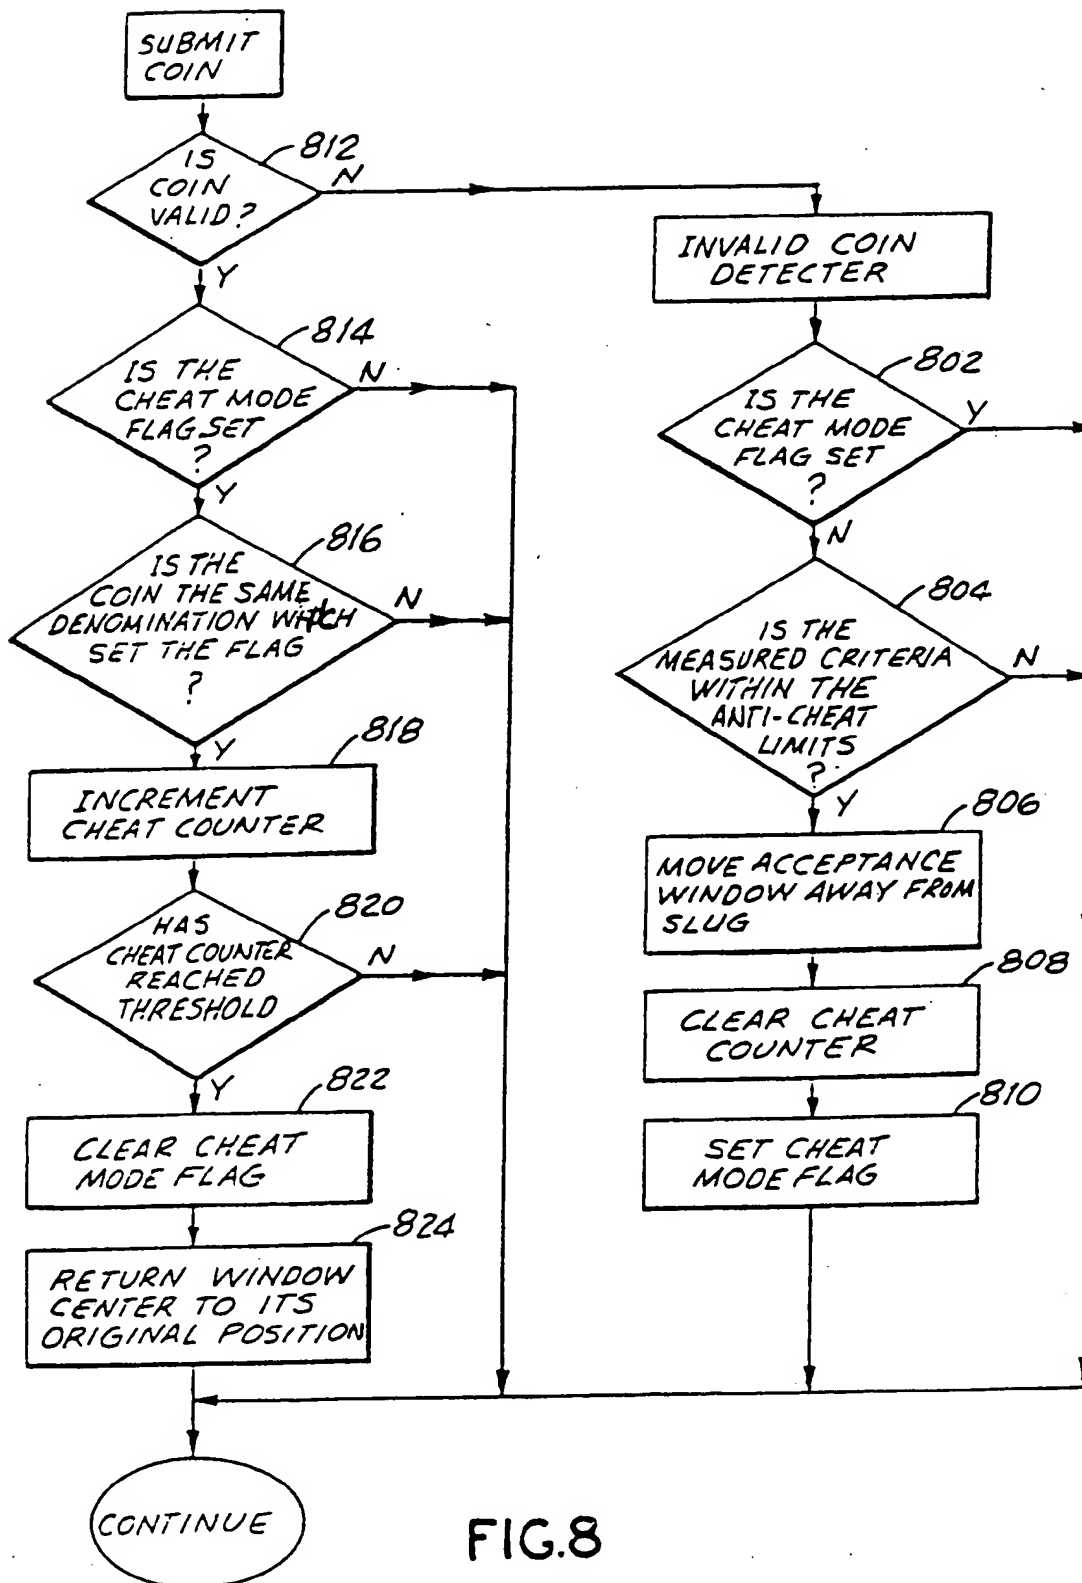 SUBMIT
COIN
812
IS
COIN
VALID?
N
Y
814
IS THE
CHEAT MODE
FLAG SET
?
N
Y
816
IS THE
COIN THE SAME
DENOMINATION WHICH
SET THE FLAG
?
N
Y
818
INCREMENT
CHEAT COUNTER
820
HAS
CHEAT COUNTER
REACHED
THRESHOLD
N
Y
822
CLEAR CHEAT
MODE FLAG
824
RETURN WINDOW
CENTER TO ITS
ORIGINAL POSITION
CONTINUE
INVALID COIN
DETECTER
802
IS THE
CHEAT MODE
FLAG SET
?
Y
N
804
IS THE
MEASURED CRITERIA
WITHIN THE
ANTI-CHEAT
LIMITS
?
N
Y
806
MOVE ACCEPTANCE
WINDOW AWAY FROM
SLUG
808
CLEAR CHEAT
COUNTER
810
SET CHEAT
MODE FLAG
FIG.8